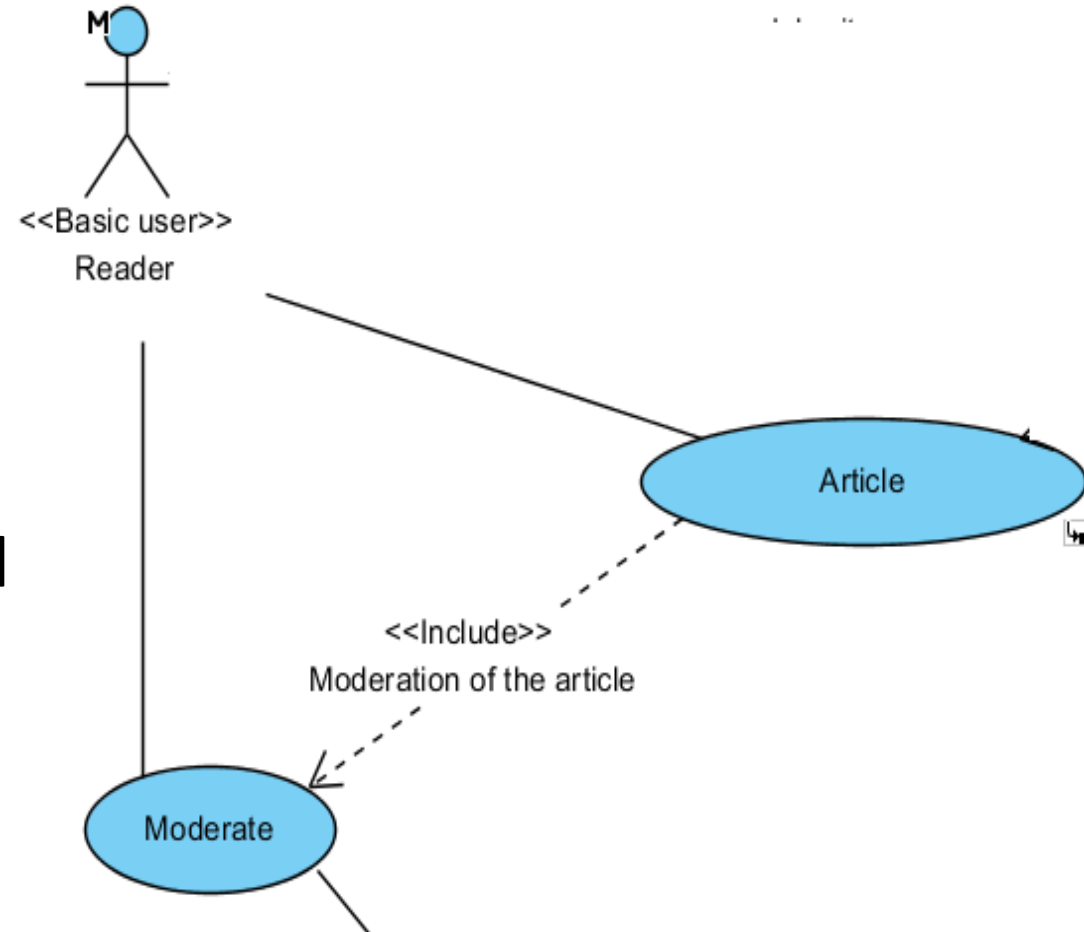 M
<<Basic user>>
Reader
Article
<<Include>>
Moderation of the article
Moderate